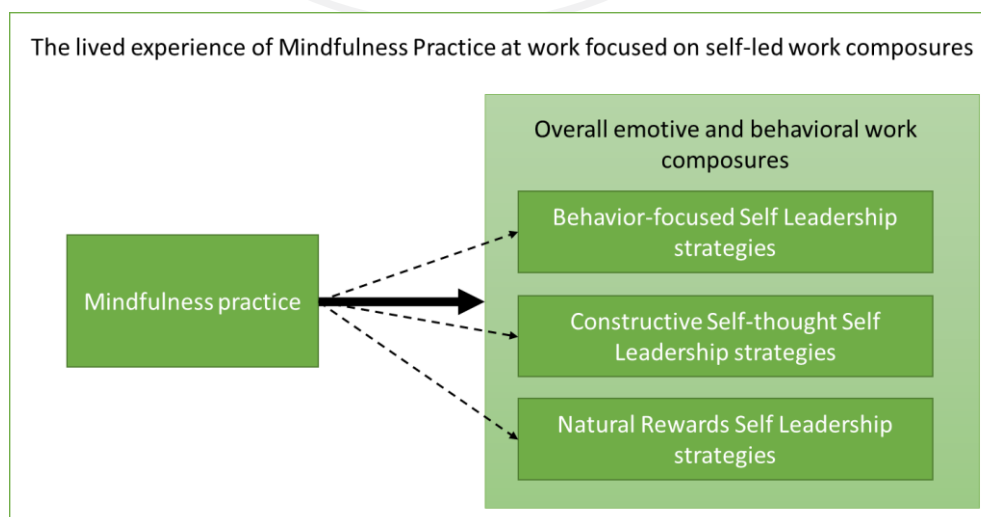 The lived experience of Mindfulness Practice at work focused on self-led work composures
Overall emotive and behavioral work
composures
Behavior-focused Self Leadership
strategies
Mindfulness practice
Constructive Self-thought Self
Leadership strategies
Natural Rewards Self Leadership
strategies